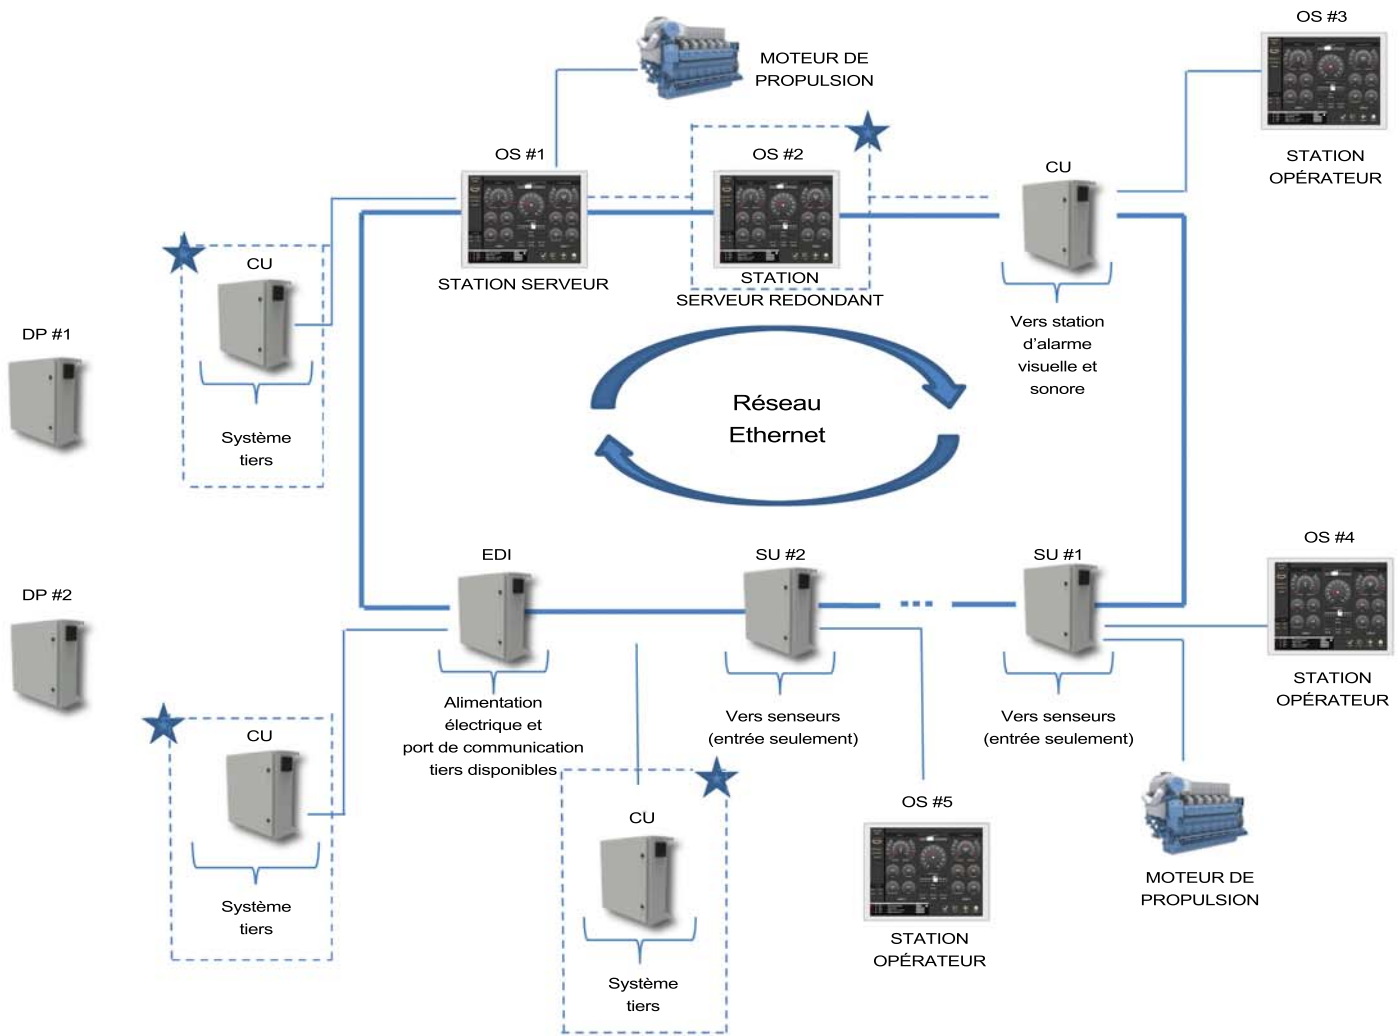 OS #3
MOTEUR DE
PROPULSION
OS #1
OS #2
CU
STATION
OPÉRATEUR
CU
STATION SERVEUR
STATION
SERVEUR REDONDANT
Vers station
d'alarme
visuelle et
sonore
DP #1
Système
tiers
Réseau
Ethernet
EDI
SU #2
SU #1
OS #4
DP #2
Alimentation
électrique et
port de communication
tiers disponibles
Vers senseurs
(entrée seulement)
Vers senseurs
(entrée seulement)
STATION
OPÉRATEUR
CU
Système
tiers
CU
Système
tiers
OS #5
STATION
OPÉRATEUR
MOTEUR DE
PROPULSION